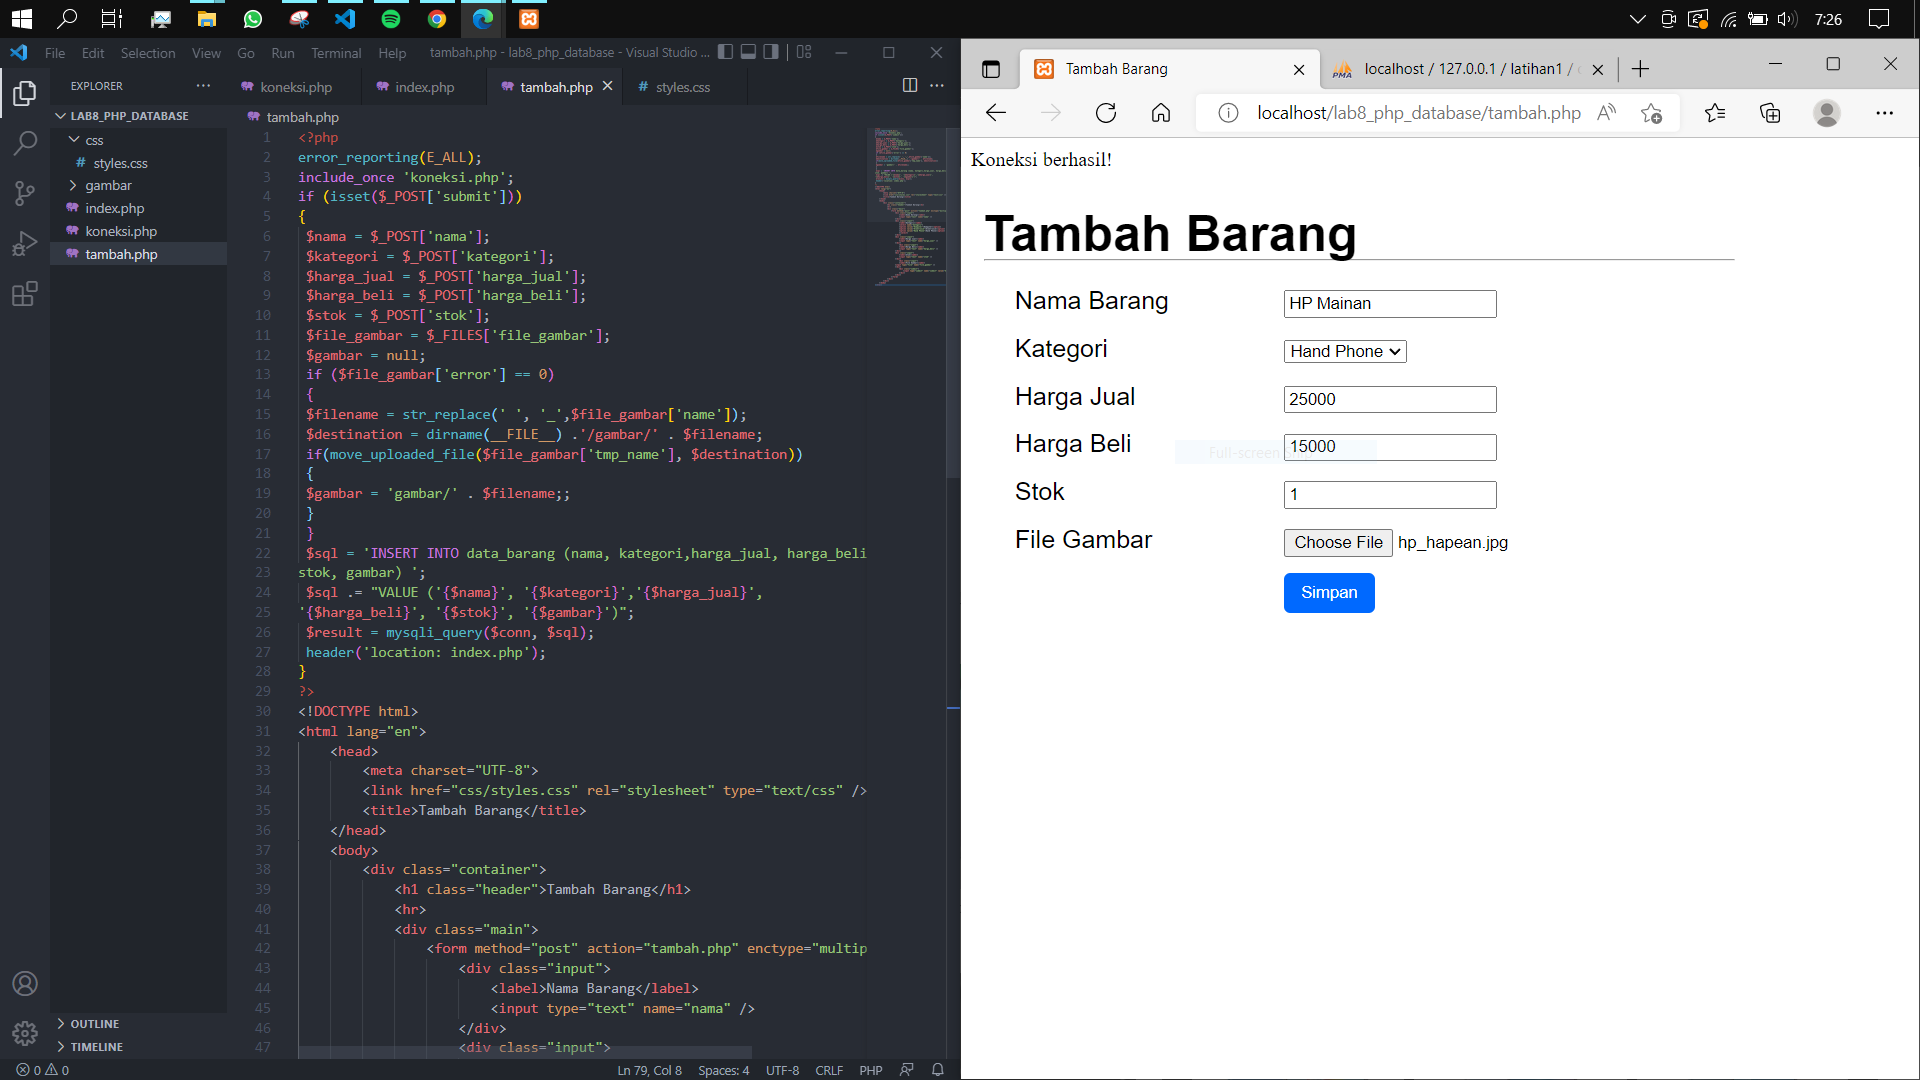 7:26
File Edit Selection View Go Run Terminal Help tambah.php - lab8_php_database - Visual Studio ...
EXPLORER
LAB8_PHP_DATABASE
css
# styles.css
gambar
index.php
koneksi.php
tambah.php
OUTLINE
TIMELINE
koneksi.php index.php tambah.php # styles.css
tambah.php
1 <?php
2 error_reporting(E_ALL);
3 include_once 'koneksi.php';
4 if (isset($_POST['submit']))
5 {
6 $nama = $_POST['nama'];
7 $kategori = $_POST['kategori'];
8 $harga_jual = $_POST['harga_jual'];
9 $harga_beli = $_POST['harga_beli'];
10 $stok = $_POST['stok'];
11 $file_gambar = $_FILES['file_gambar'];
12 $gambar = null;
13 if ($file_gambar['error'] == 0)
14 {
15 $filename = str_replace(' ', '_',$file_gambar['name']);
16 $destination = dirname(__FILE__) .'/gambar/' . $filename;
17 if(move_uploaded_file($file_gambar['tmp_name'], $destination))
18 {
19 $gambar = 'gambar/' . $filename;;
20 }
21 }
22 $sql = 'INSERT INTO data_barang (nama, kategori,harga_jual, harga_beli
23 stok, gambar) ';
24 $sql .= "VALUE ('{$nama}', '{$kategori}','{$harga_jual}',
25 '{$harga_beli}', '{$stok}', '{$gambar}')";
26 $result = mysqli_query($conn, $sql);
27 header('location: index.php');
28 }
29 ?>
30 <!DOCTYPE html>
31 <html lang="en">
32 <head>
33 <meta charset="UTF-8">
34 <link href="css/styles.css" rel="stylesheet" type="text/css" />
35 <title>Tambah Barang</title>
36 </head>
37 <body>
38 <div class="container">
39 <h1 class="header">Tambah Barang</h1>
40 <hr>
41 <div class="main">
42 <form method="post" action="tambah.php" enctype="multip
43 <div class="input">
44 <label>Nama Barang</label>
45 <input type="text" name="nama" />
46 </div>
47 <div class="input">
0 0 Ln 79, Col 8 Spaces: 4 UTF-8 CRLF PHP
Tambah Barang localhost / 127.0.0.1 / latihan1 /
localhost/lab8_php_database/tambah.php
Koneksi berhasil!
Tambah Barang
Nama Barang HP Mainan
Kategori Hand Phone
Harga Jual 25000
Harga Beli 15000
Full-screen
Stok 1
File Gambar Choose File hp_hapean.jpg
Simpan